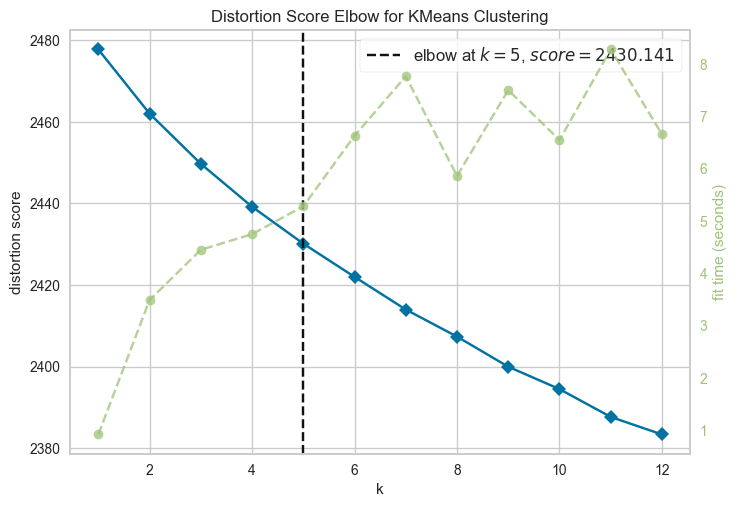 Distortion Score Elbow for KMeans Clustering
elbow at k = 5, score = 2430.141
2480
2460
2440
2420
2400
2380
distortion score
8
7
6
5
4
3
2
1
fit time (seconds)
2 4 6 8 10 12
k